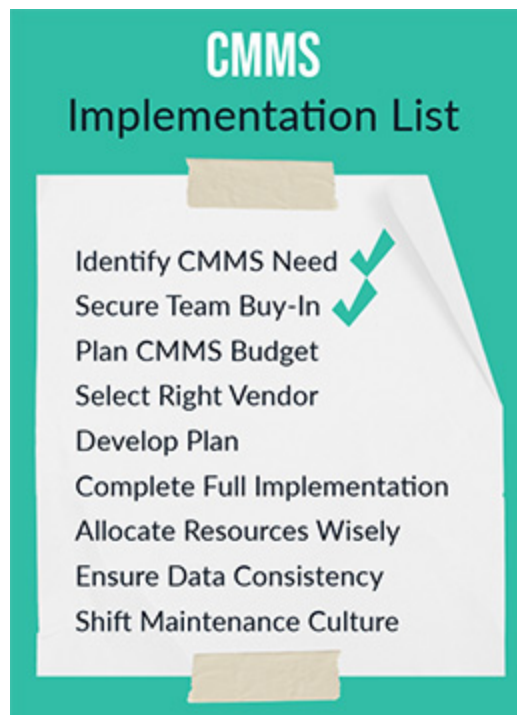 CMMS
Implementation List
Identify CMMS Need
Secure Team Buy-In
Plan CMMS Budget
Select Right Vendor
Develop Plan
Complete Full Implementation
Allocate Resources Wisely
Ensure Data Consistency
Shift Maintenance Culture